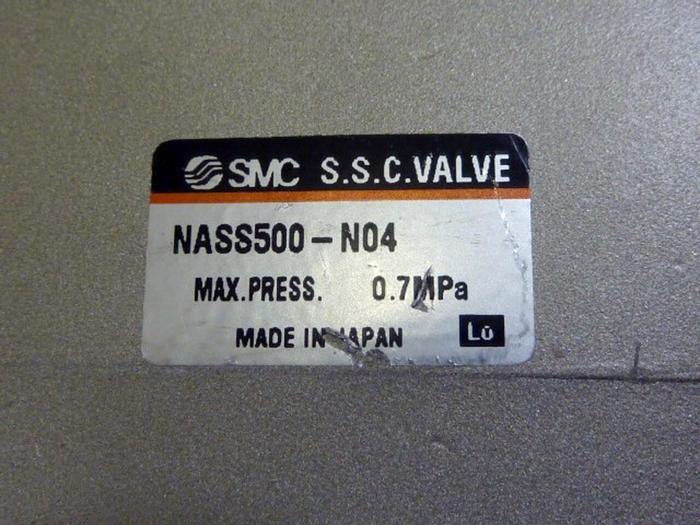 SMC S.S.C.VALVE
NASS500-N04
MAX.PRESS. 0.7MPa
MADE IN JAPAN